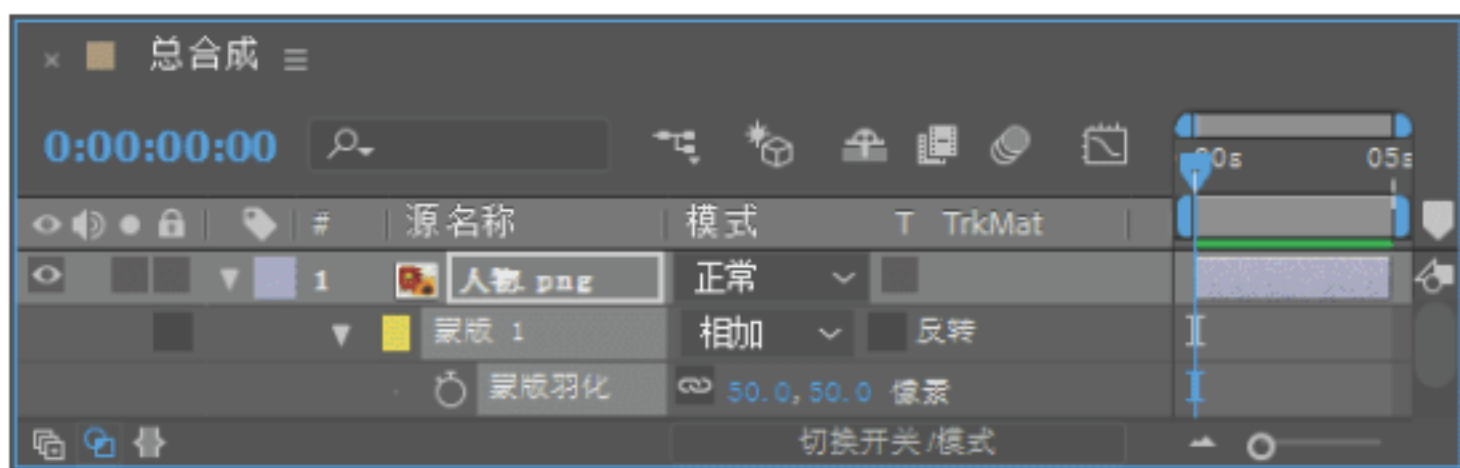 总合成
0:00:00:00
00s 05s
# 源名称 模式 T TrkMat
1 人物.png 正常
蒙版 1 相加 反转
蒙版羽化 50.0,50.0 像素
切换开关/模式